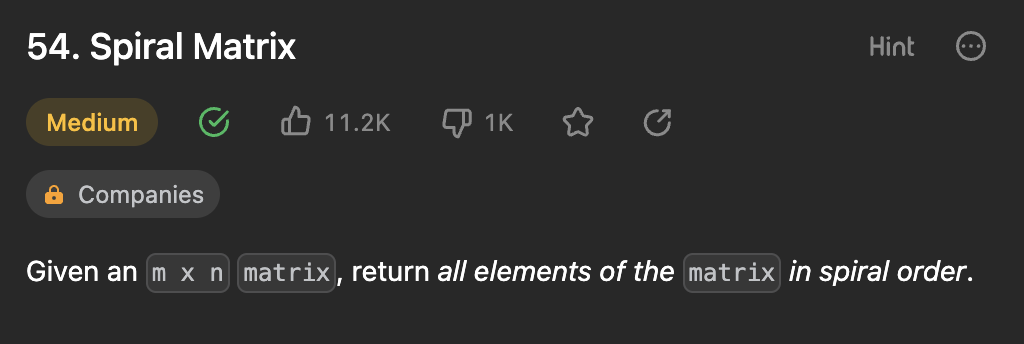 54. Spiral Matrix Hint
Medium 11.2K 1K
Companies
Given an m x n matrix, return all elements of the matrix in spiral order.